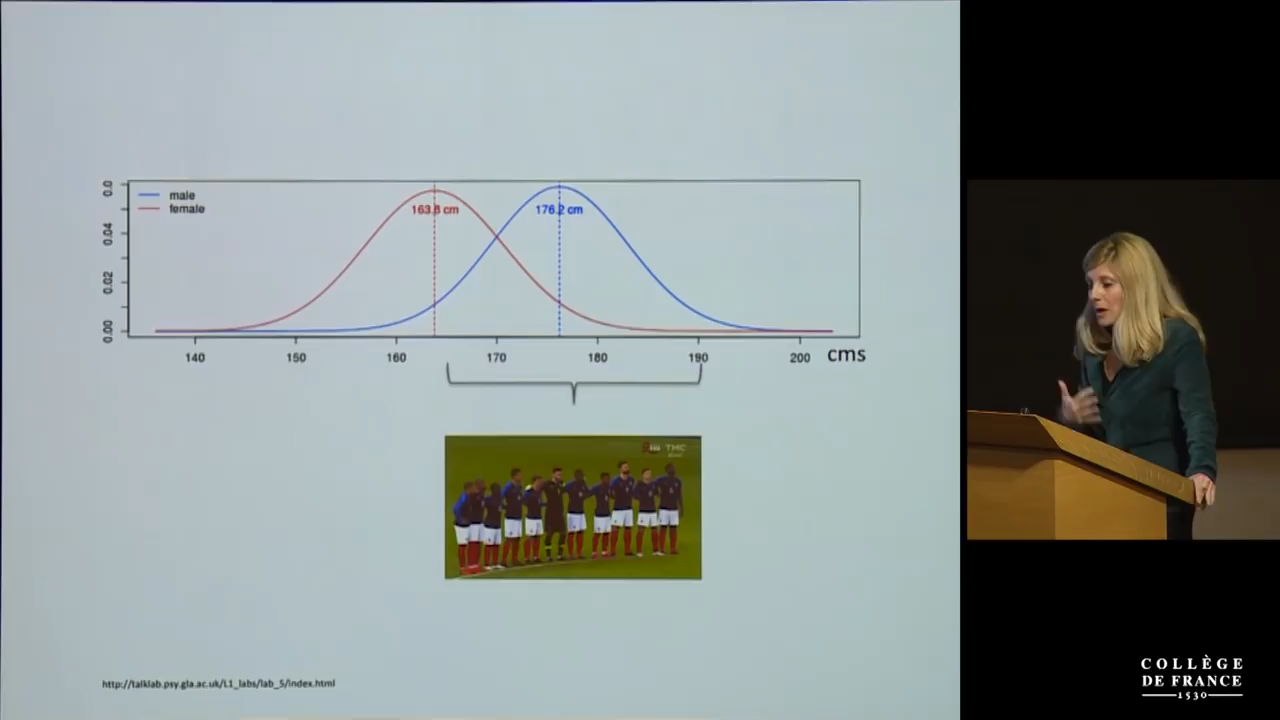 male
female
163.8 cm
176.2 cm
0.0
0.04
0.02
0.00
140 150 160 170 180 190 200 cms
TMC
http://talklab.psy.gla.ac.uk/L1_labs/lab_5/index.html
COLLÈGE
DE FRANCE
1530